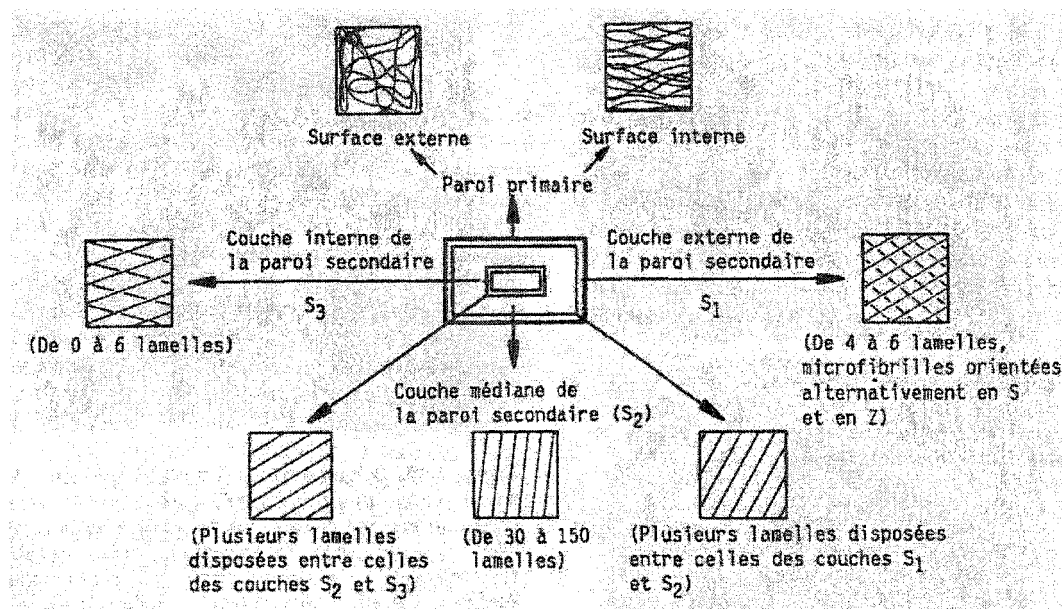 Surface externe
Surface interne
Paroi primaire
Couche interne de
la paroi secondaire
S₃
(De 0 à 6 lamelles)
Couche externe de
la paroi secondaire
S₁
(De 4 à 6 lamelles,
microfibrilles orientées
alternativement en S
et en Z)
Couche médiane de
la paroi secondaire (S₂)
(Plusieurs lamelles
disposées entre celles
des couches S₂ et S₃)
(De 30 à 150
lamelles)
(Plusieurs lamelles disposées
entre celles des couches S₁
et S₂)